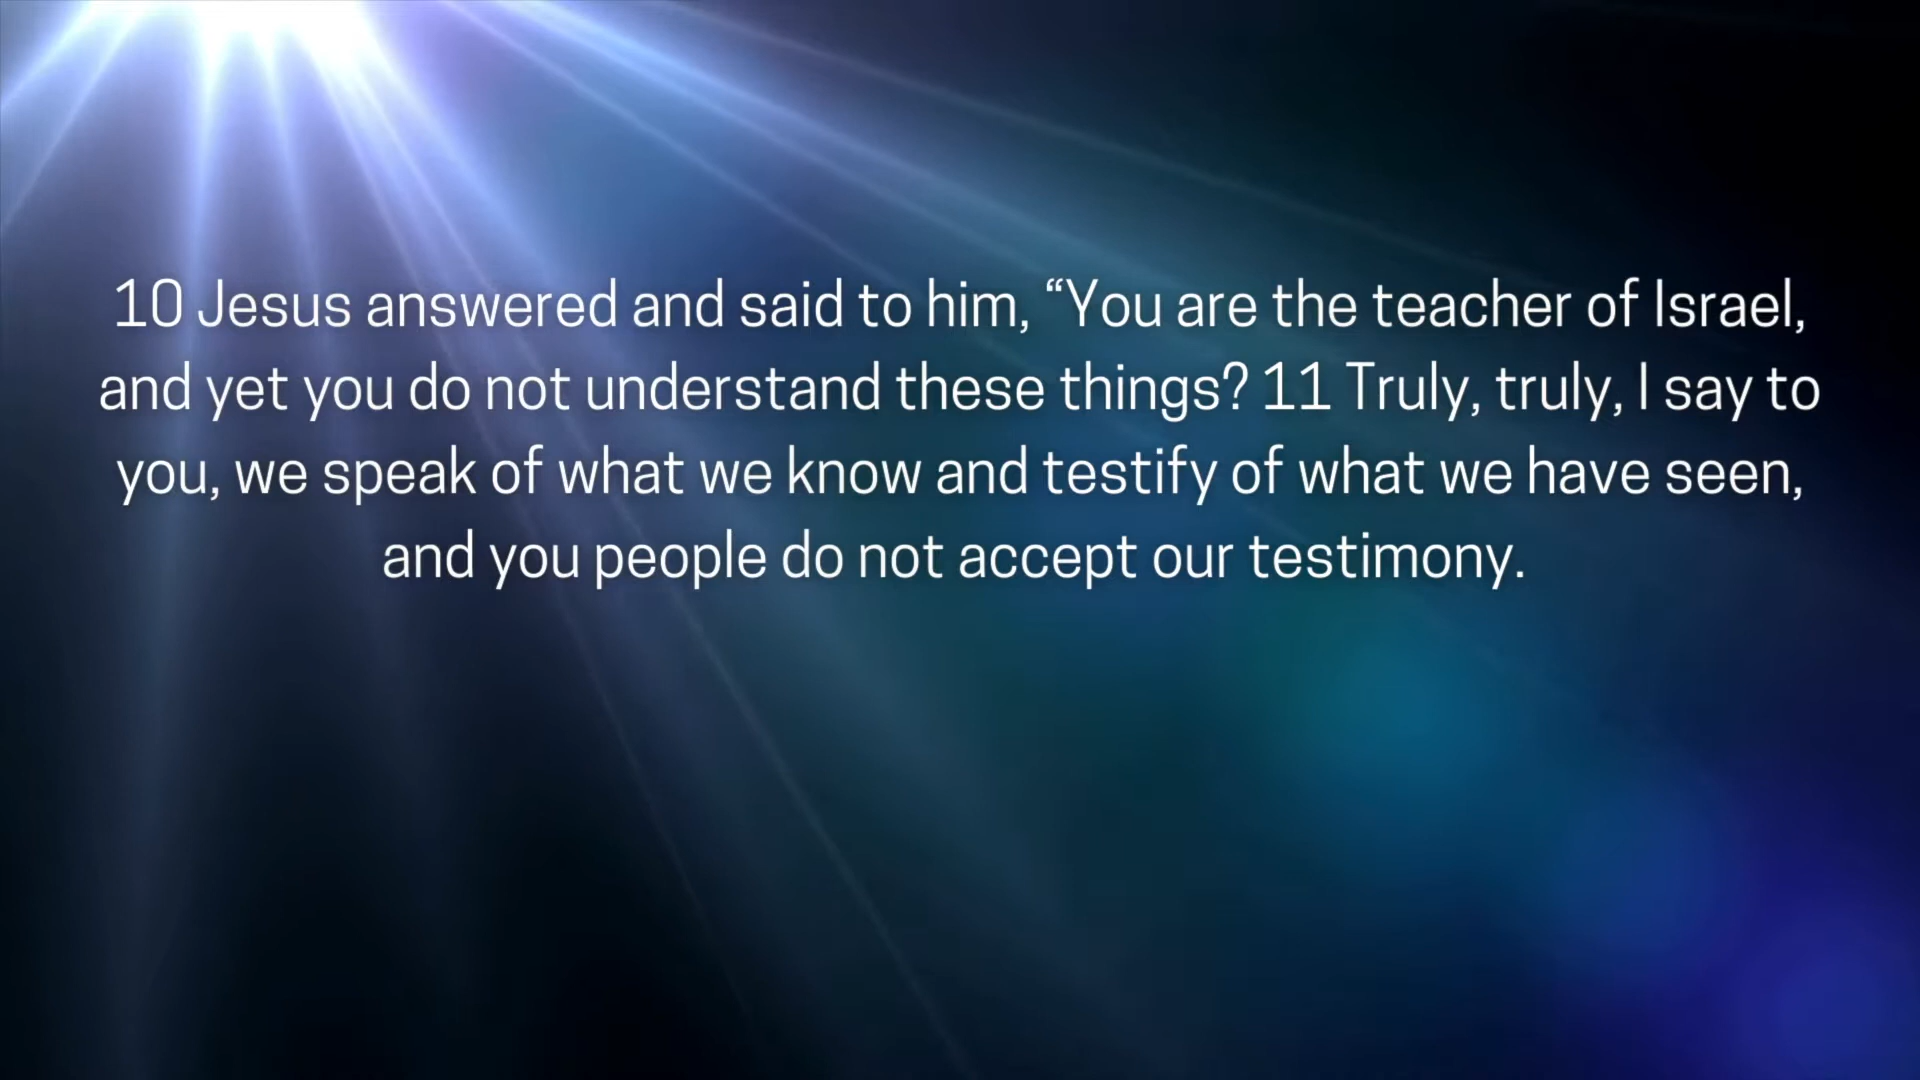 10 Jesus answered and said to him, “You are the teacher of Israel,
and yet you do not understand these things? 11 Truly, truly, I say to
you, we speak of what we know and testify of what we have seen,
and you people do not accept our testimony.